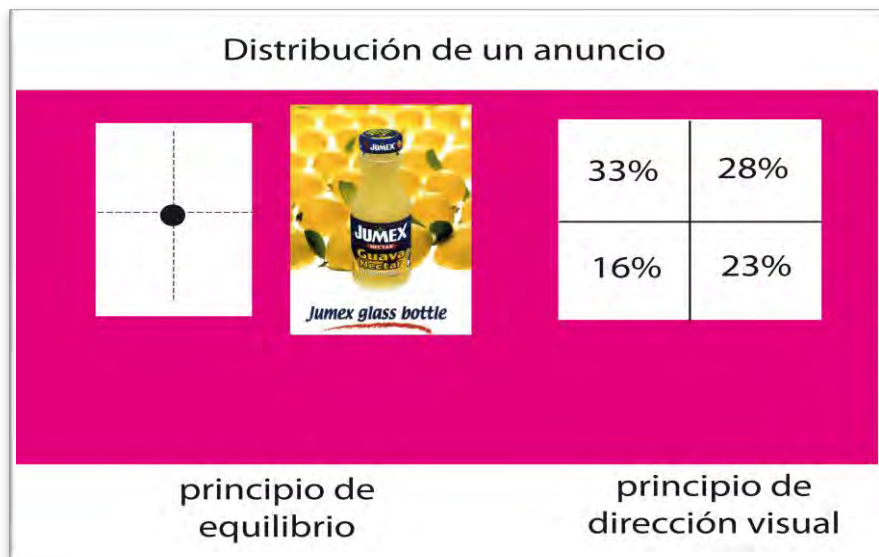 Distribución de un anuncio
JUMEX
JUMEX
NECTAR
Guava
Nectar
Jumex glass bottle
33%
28%
16%
23%
principio de
equilibrio
principio de
dirección visual